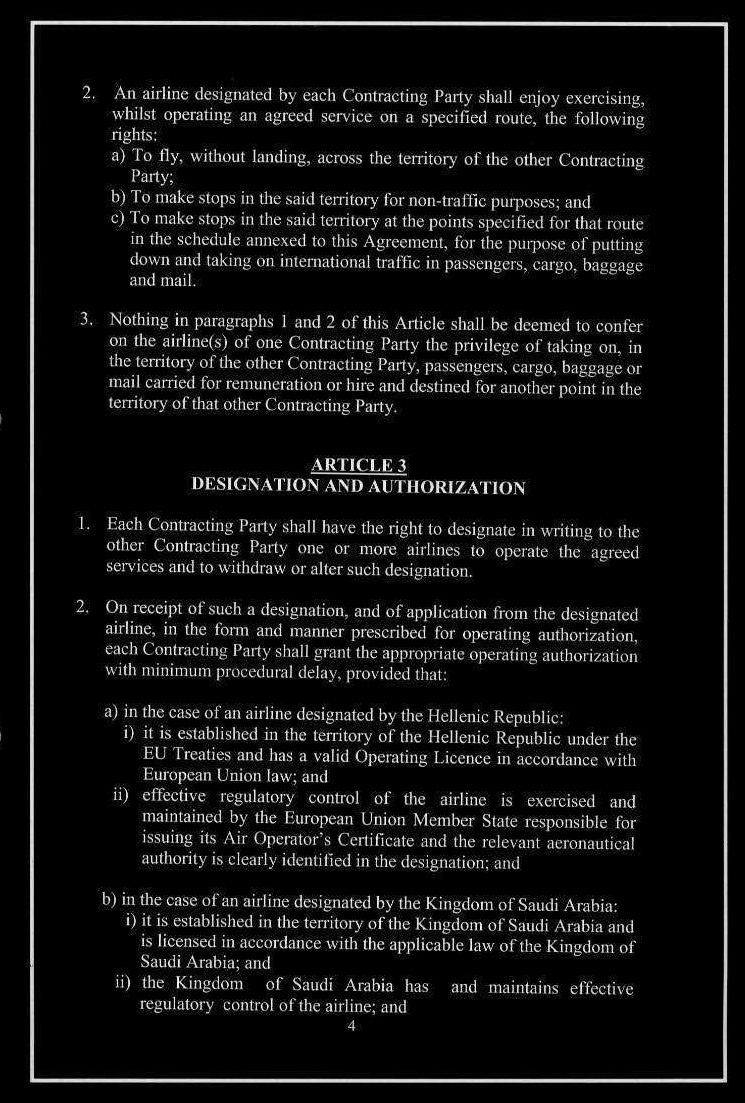 2. An airline designated by each Contracting Party shall enjoy exercising,
whilst operating an agreed service on a specified route, the following
rights:
a) To fly, without landing, across the territory of the other Contracting
Party;
b) To make stops in the said territory for non-traffic purposes; and
c) To make stops in the said territory at the points specified for that route
in the schedule annexed to this Agreement, for the purpose of putting
down and taking on international traffic in passengers, cargo, baggage
and mail.
3. Nothing in paragraphs 1 and 2 of this Article shall be deemed to confer
on the airline(s) of one Contracting Party the privilege of taking on, in
the territory of the other Contracting Party, passengers, cargo, baggage or
mail carried for remuneration or hire and destined for another point in the
territory of that other Contracting Party.
ARTICLE 3
DESIGNATION AND AUTHORIZATION
1. Each Contracting Party shall have the right to designate in writing to the
other Contracting Party one or more airlines to operate the agreed
services and to withdraw or alter such designation.
2. On receipt of such a designation, and of application from the designated
airline, in the form and manner prescribed for operating authorization,
each Contracting Party shall grant the appropriate operating authorization
with minimum procedural delay, provided that:
a) in the case of an airline designated by the Hellenic Republic:
i) it is established in the territory of the Hellenic Republic under the
EU Treaties and has a valid Operating Licence in accordance with
European Union law; and
ii) effective regulatory control of the airline is exercised and
maintained by the European Union Member State responsible for
issuing its Air Operator's Certificate and the relevant aeronautical
authority is clearly identified in the designation; and
b) in the case of an airline designated by the Kingdom of Saudi Arabia:
i) it is established in the territory of the Kingdom of Saudi Arabia and
is licensed in accordance with the applicable law of the Kingdom of
Saudi Arabia; and
ii) the Kingdom of Saudi Arabia has and maintains effective
regulatory control of the airline; and
4